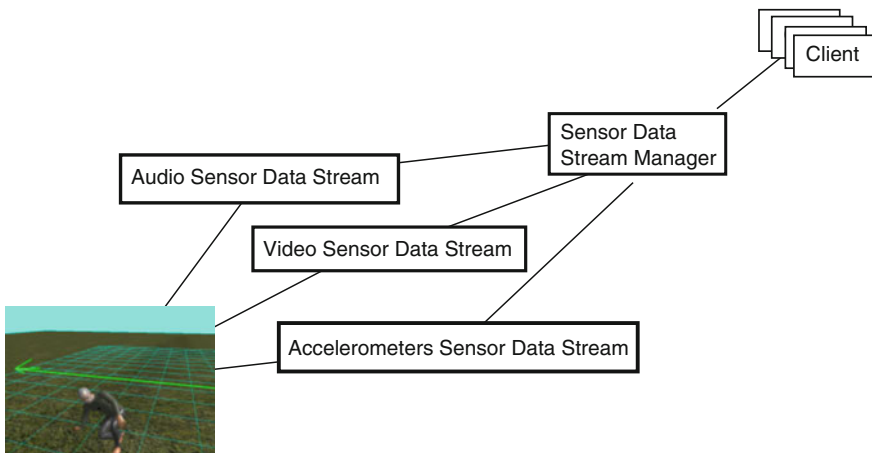 Client
Sensor Data
Stream Manager
Audio Sensor Data Stream
Video Sensor Data Stream
Accelerometers Sensor Data Stream